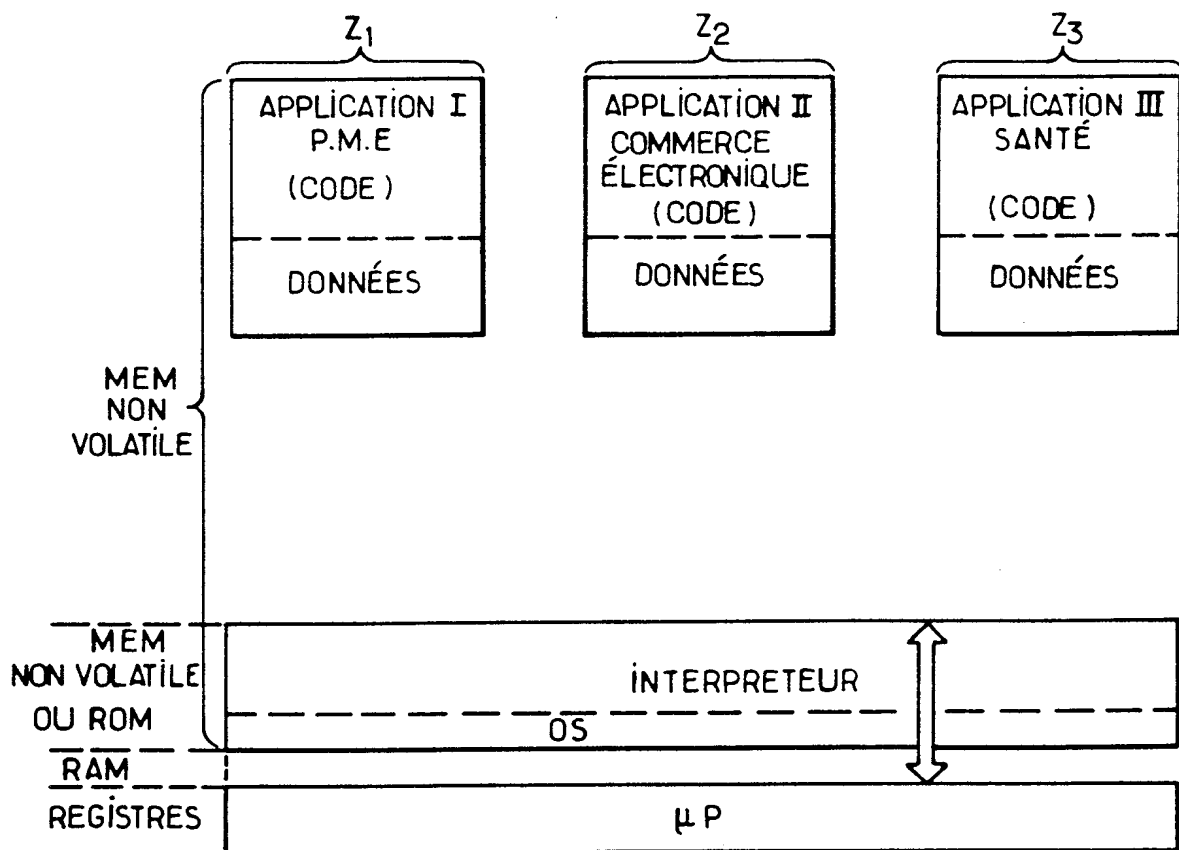 Z1
Z2
Z3
APPLICATION I
P.M.E
(CODE)
DONNÉES
APPLICATION II
COMMERCE
ÉLECTRONIQUE
(CODE)
DONNÉES
APPLICATION III
SANTÉ
(CODE)
DONNÉES
MEM
NON
VOLATILE
MEM
NON VOLATILE
OU ROM
INTERPRETEUR
OS
RAM
REGISTRES
µP